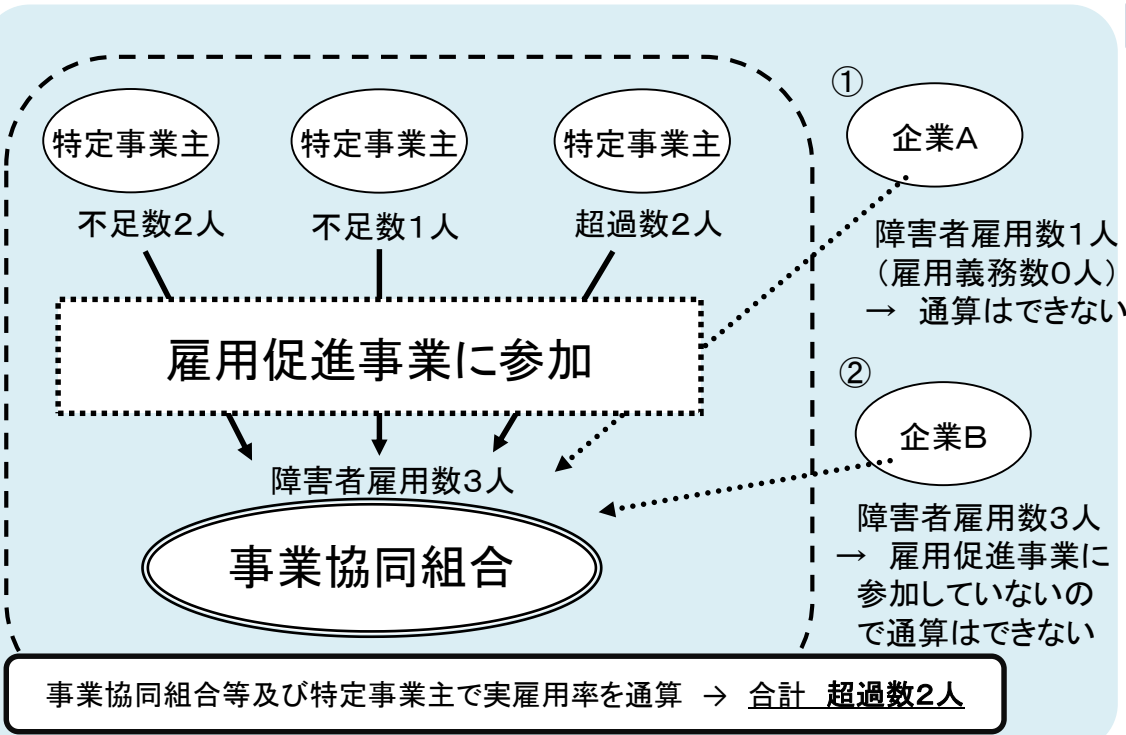 特定事業主
特定事業主
特定事業主
不足数2人
不足数1人
超過数2人
雇用促進事業に参加
障害者雇用数3人
事業協同組合
①
企業A
障害者雇用数1人
(雇用義務数0人)
→ 通算はできない
②
企業B
障害者雇用数3人
→ 雇用促進事業に
参加していないの
で通算はできない
事業協同組合等及び特定事業主で実雇用率を通算 → 合計 超過数2人